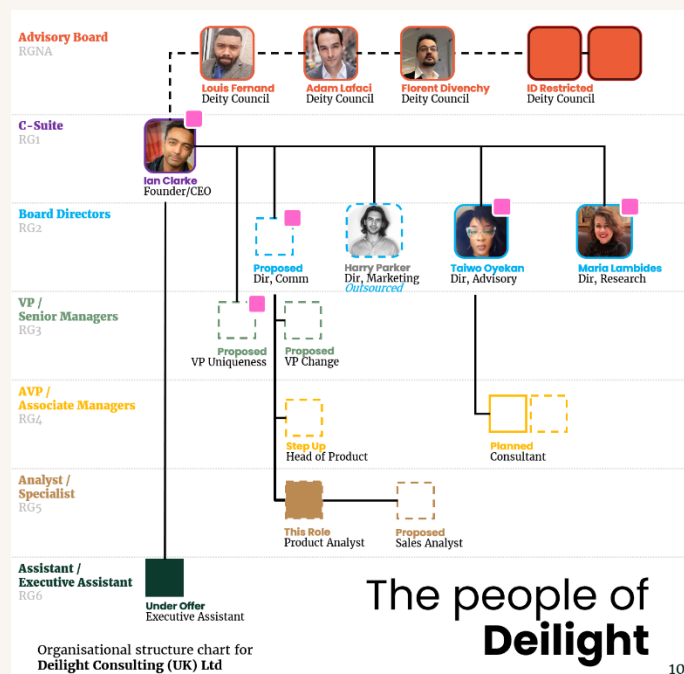 Advisory Board
RGNA
Louis Fernand
Deity Council
Adam Lafaci
Deity Council
Florent Divenchy
Deity Council
ID Restricted
Deity Council
C-Suite
RG1
Ian Clarke
Founder/CEO
Board Directors
RG2
Proposed
Dir, Comm
Harry Parker
Dir, Marketing
Outsourced
Taiwo Oyekan
Dir, Advisory
Maria Lambides
Dir, Research
VP /
Senior Managers
RG3
Proposed
VP Uniqueness
Proposed
VP Change
AVP /
Associate Managers
RG4
Step Up
Head of Product
Planned
Consultant
Analyst /
Specialist
RG5
This Role
Product Analyst
Proposed
Sales Analyst
Assistant /
Executive Assistant
RG6
Under Offer
Executive Assistant
The people of
Deilight
Organisational structure chart for
Deilight Consulting (UK) Ltd
10